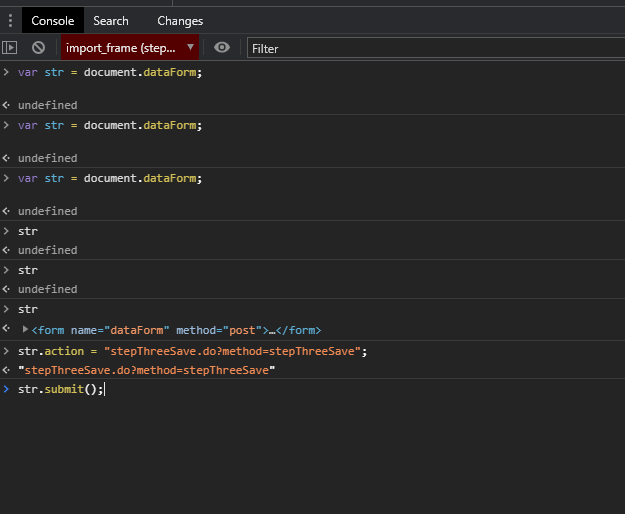 Console Search Changes
import_frame (step... Filter
var str = document.dataForm;
undefined
var str = document.dataForm;
undefined
var str = document.dataForm;
undefined
str
undefined
str
undefined
str
<form name="dataForm" method="post">…</form>
str.action = "stepThreeSave.do?method=stepThreeSave";
"stepThreeSave.do?method=stepThreeSave"
str.submit();